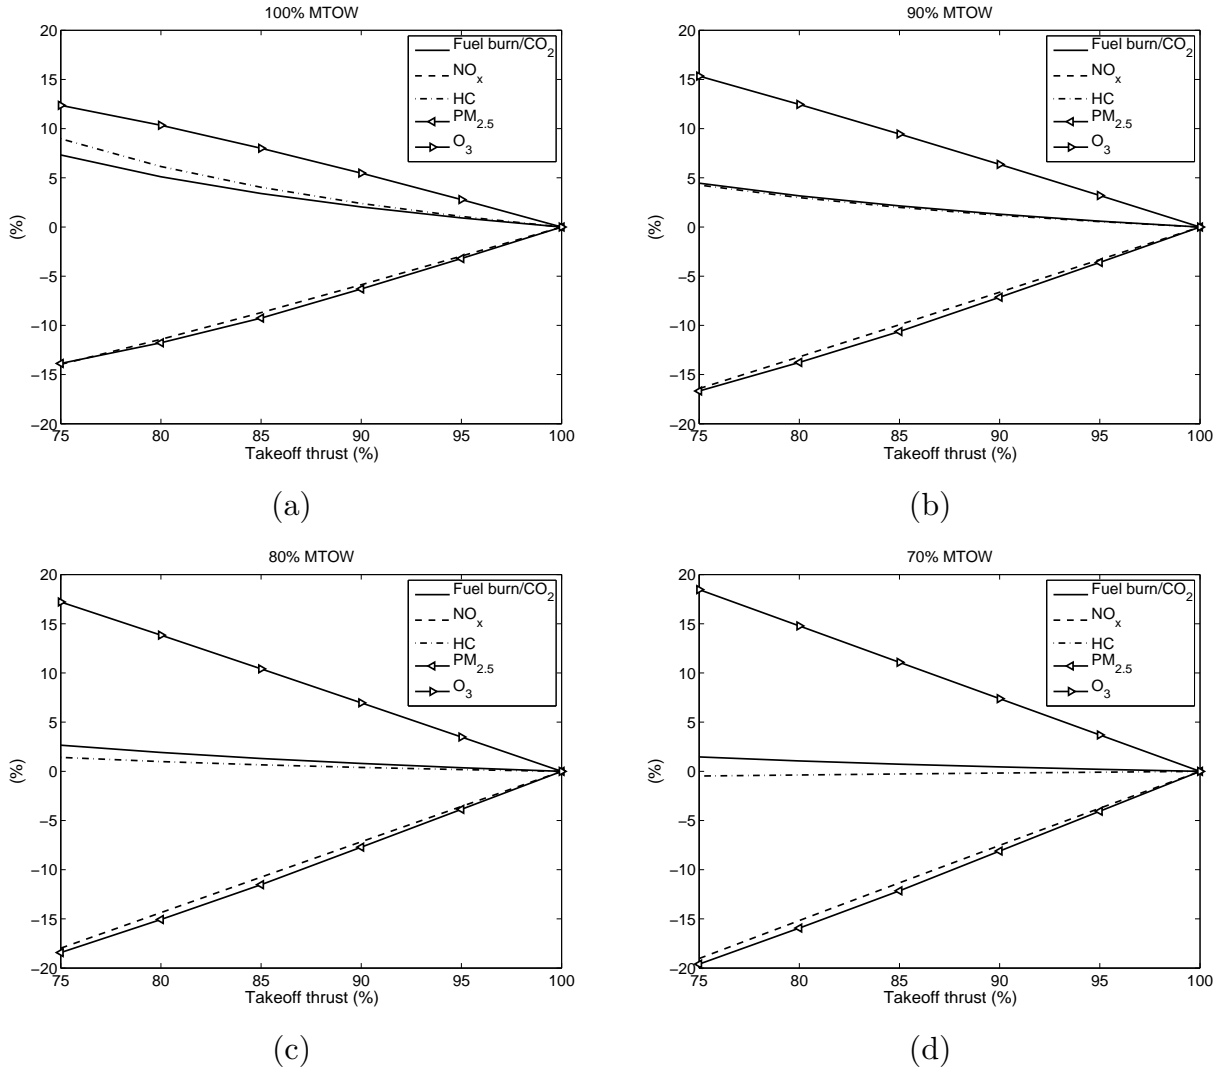 100% MTOW
20
15
10
5
0
−5
−10
−15
−20
(%)
Fuel burn/CO2
NOx
HC
PM2.5
O3
75 80 85 90 95 100
Takeoff thrust (%)
(a)
90% MTOW
20
15
10
5
0
−5
−10
−15
−20
(%)
Fuel burn/CO2
NOx
HC
PM2.5
O3
75 80 85 90 95 100
Takeoff thrust (%)
(b)
80% MTOW
20
15
10
5
0
−5
−10
−15
−20
(%)
Fuel burn/CO2
NOx
HC
PM2.5
O3
75 80 85 90 95 100
Takeoff thrust (%)
(c)
70% MTOW
20
15
10
5
0
−5
−10
−15
−20
(%)
Fuel burn/CO2
NOx
HC
PM2.5
O3
75 80 85 90 95 100
Takeoff thrust (%)
(d)